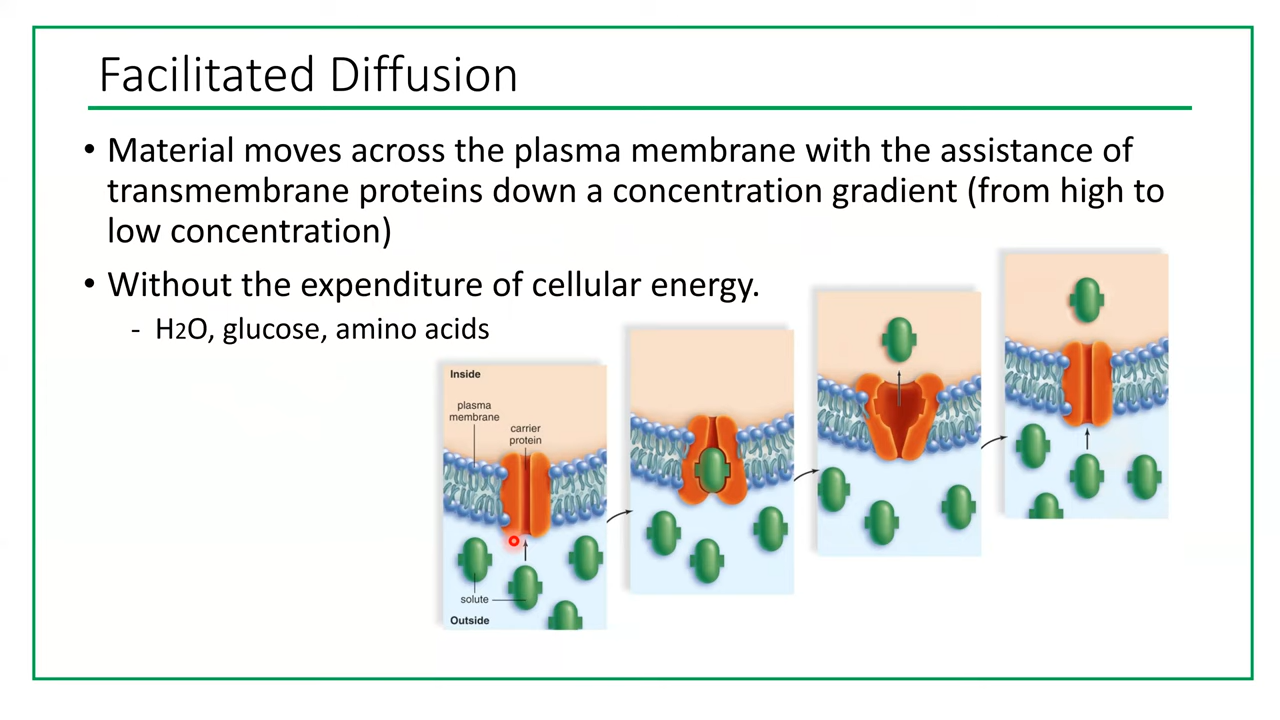 Facilitated Diffusion
• Material moves across the plasma membrane with the assistance of
transmembrane proteins down a concentration gradient (from high to
low concentration)
• Without the expenditure of cellular energy.
- H2O, glucose, amino acids
Inside
plasma
membrane
carrier
protein
solute
Outside